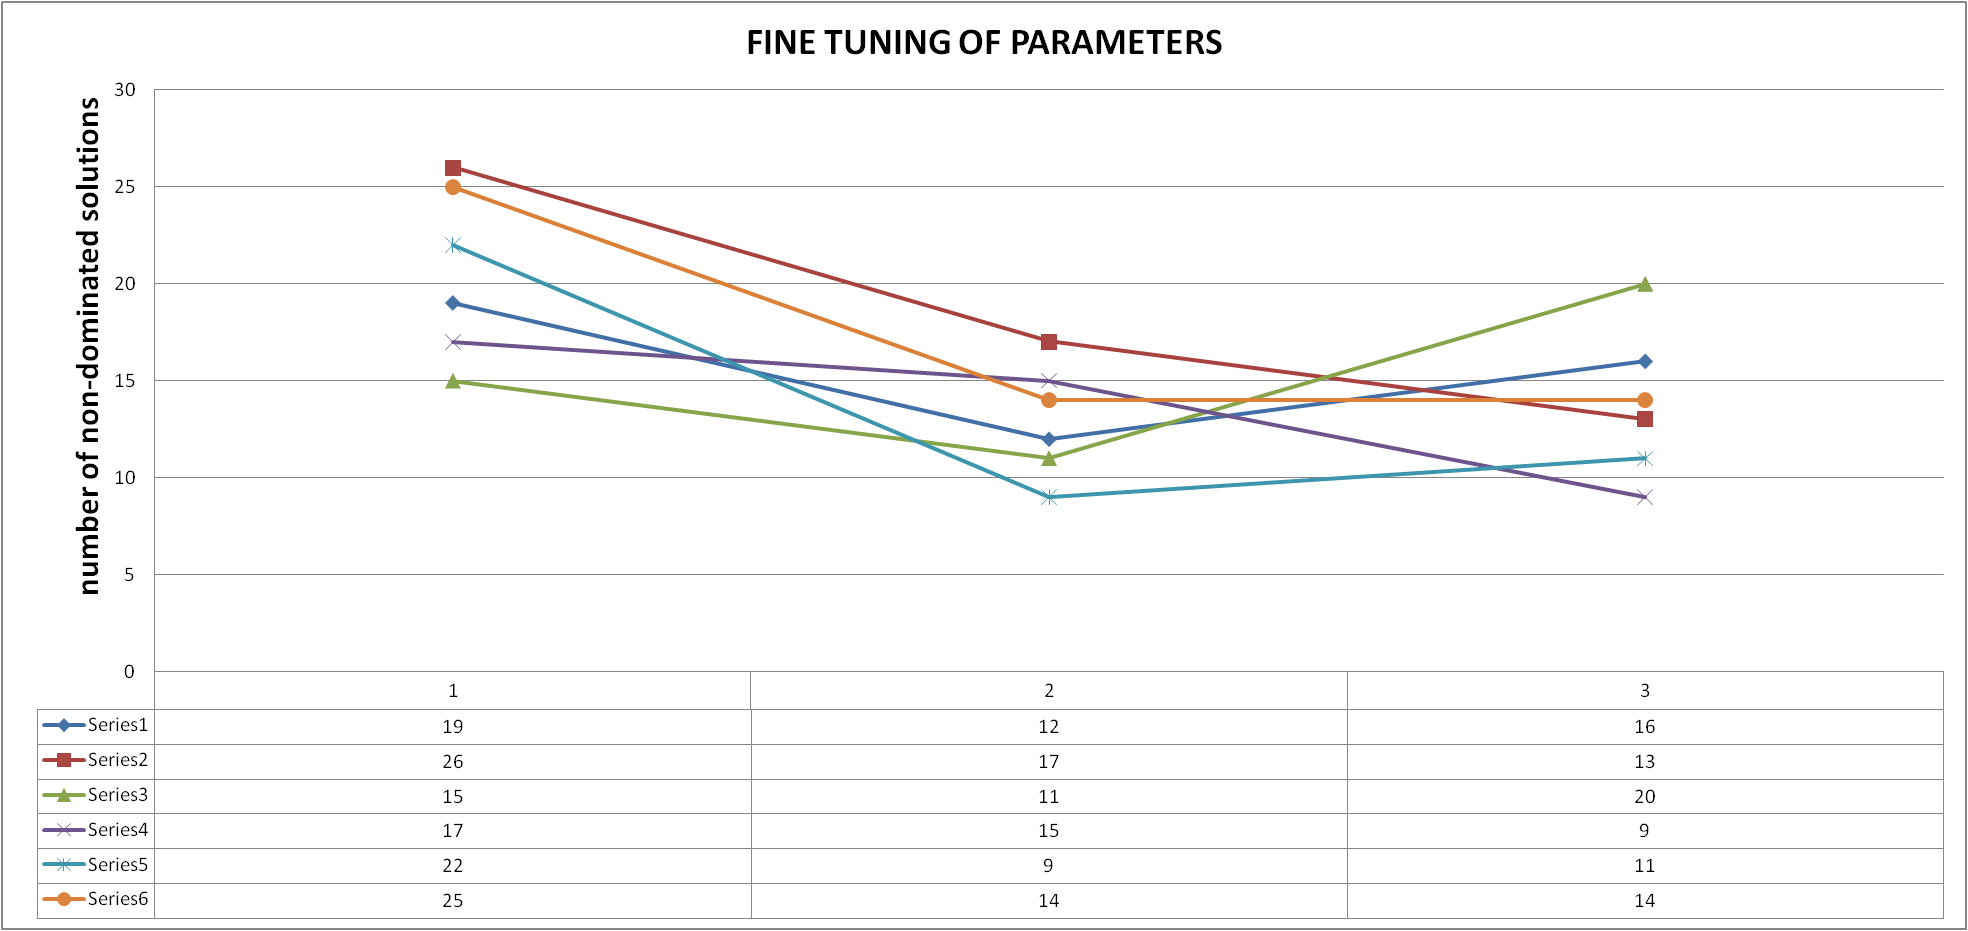 FINE TUNING OF PARAMETERS
number of non-dominated solutions
30
25
20
15
10
5
0
1 2 3
Series1 19 12 16
Series2 26 17 13
Series3 15 11 20
Series4 17 15 9
Series5 22 9 11
Series6 25 14 14